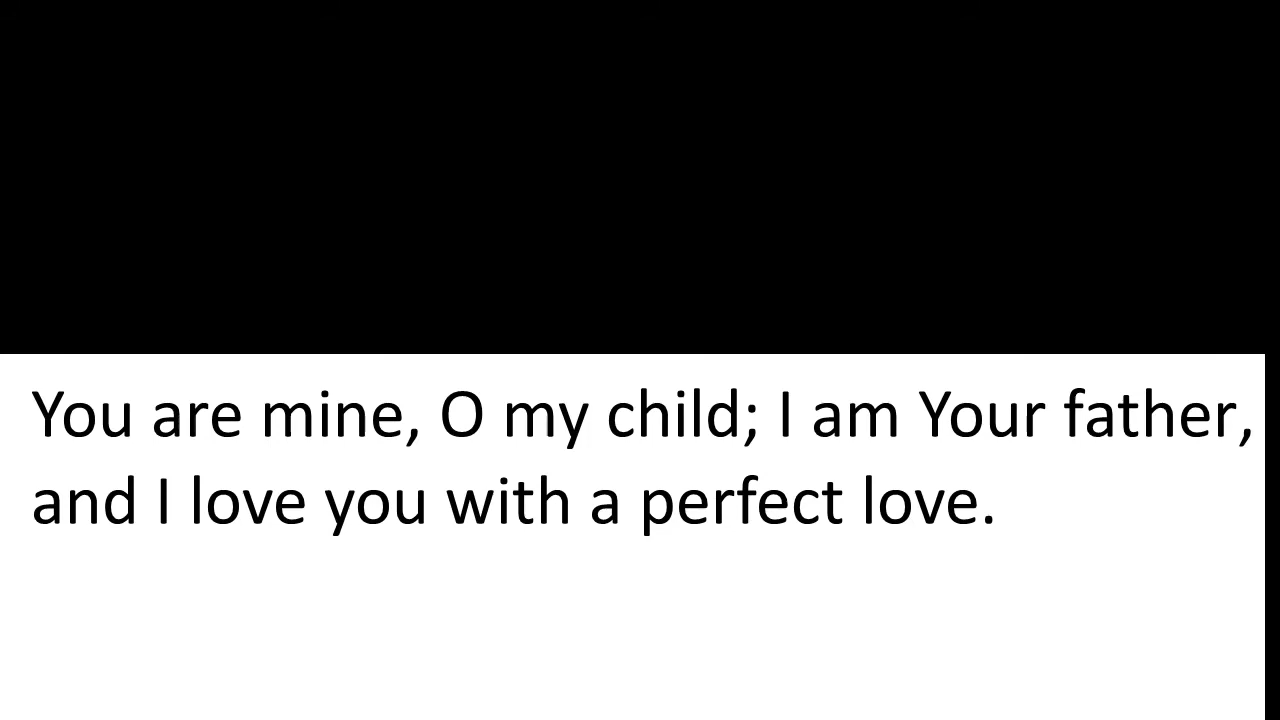 You are mine, O my child; I am Your father,
and I love you with a perfect love.